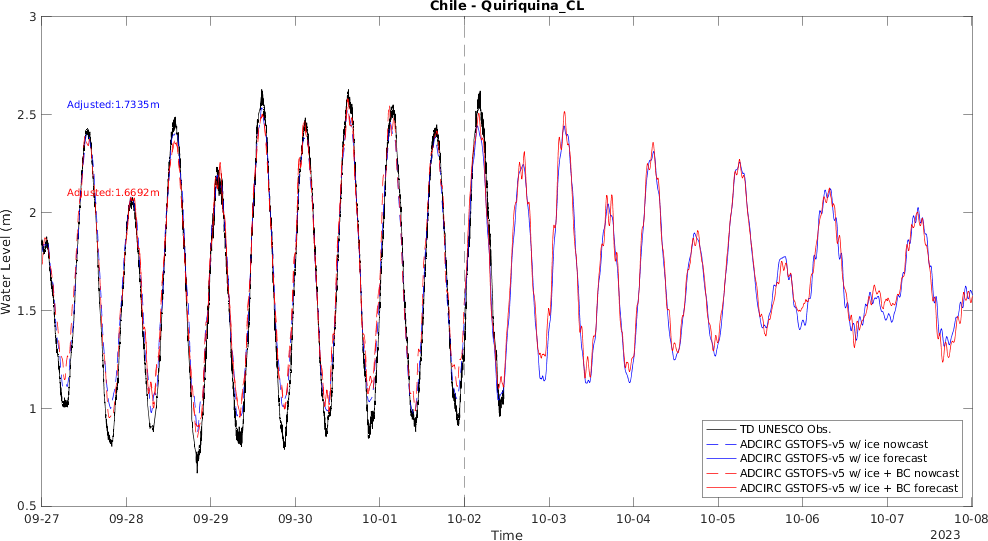 Chile - Quiriquina_CL
3
2.5
2
1.5
1
0.5
Water Level (m)
Adjusted:1.7335m
Adjusted:1.6692m
TD UNESCO Obs.
ADCIRC GSTOFS-v5 w/ ice nowcast
ADCIRC GSTOFS-v5 w/ ice forecast
ADCIRC GSTOFS-v5 w/ ice + BC nowcast
ADCIRC GSTOFS-v5 w/ ice + BC forecast
09-27 09-28 09-29 09-30 10-01 10-02 10-03 10-04 10-05 10-06 10-07 10-08
Time
2023